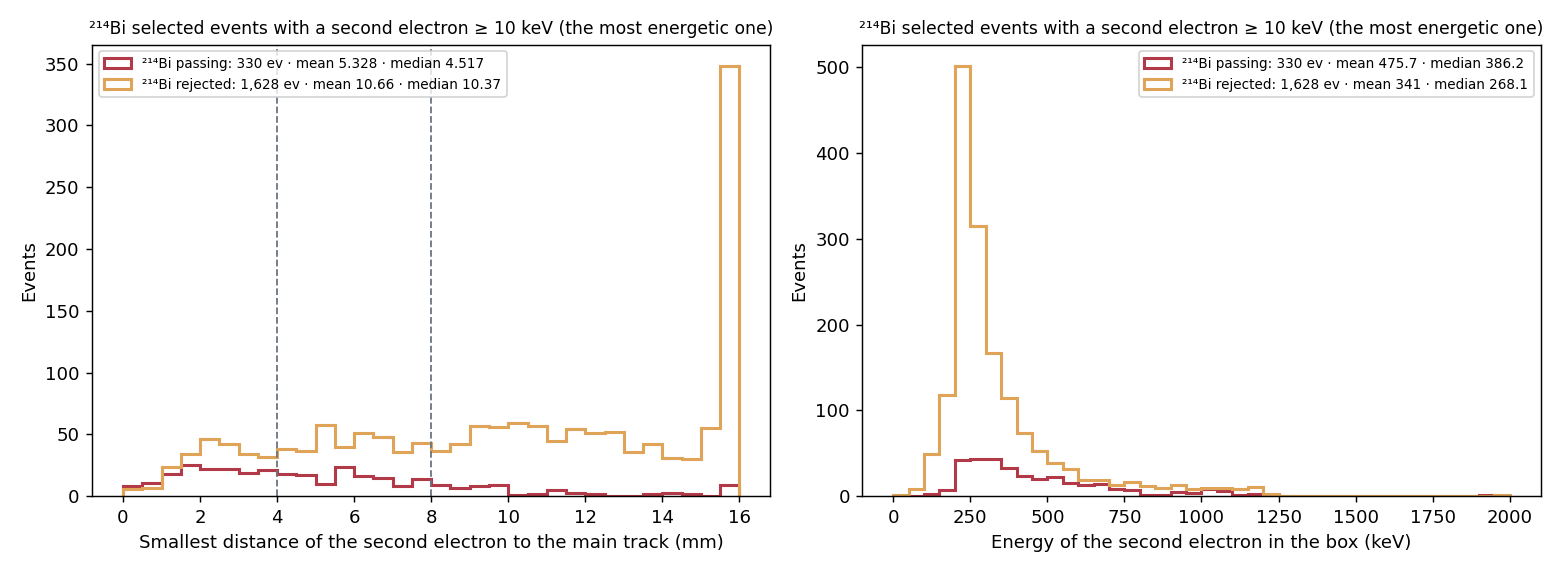 ²¹⁴Bi selected events with a second electron ≥ 10 keV (the most energetic one)
²¹⁴Bi passing: 330 ev · mean 5.328 · median 4.517
²¹⁴Bi rejected: 1,628 ev · mean 10.66 · median 10.37
350
300
250
200
150
100
50
0
Events
0 2 4 6 8 10 12 14 16
Smallest distance of the second electron to the main track (mm)
²¹⁴Bi selected events with a second electron ≥ 10 keV (the most energetic one)
²¹⁴Bi passing: 330 ev · mean 475.7 · median 386.2
²¹⁴Bi rejected: 1,628 ev · mean 341 · median 268.1
500
400
300
200
100
0
Events
0 250 500 750 1000 1250 1500 1750 2000
Energy of the second electron in the box (keV)